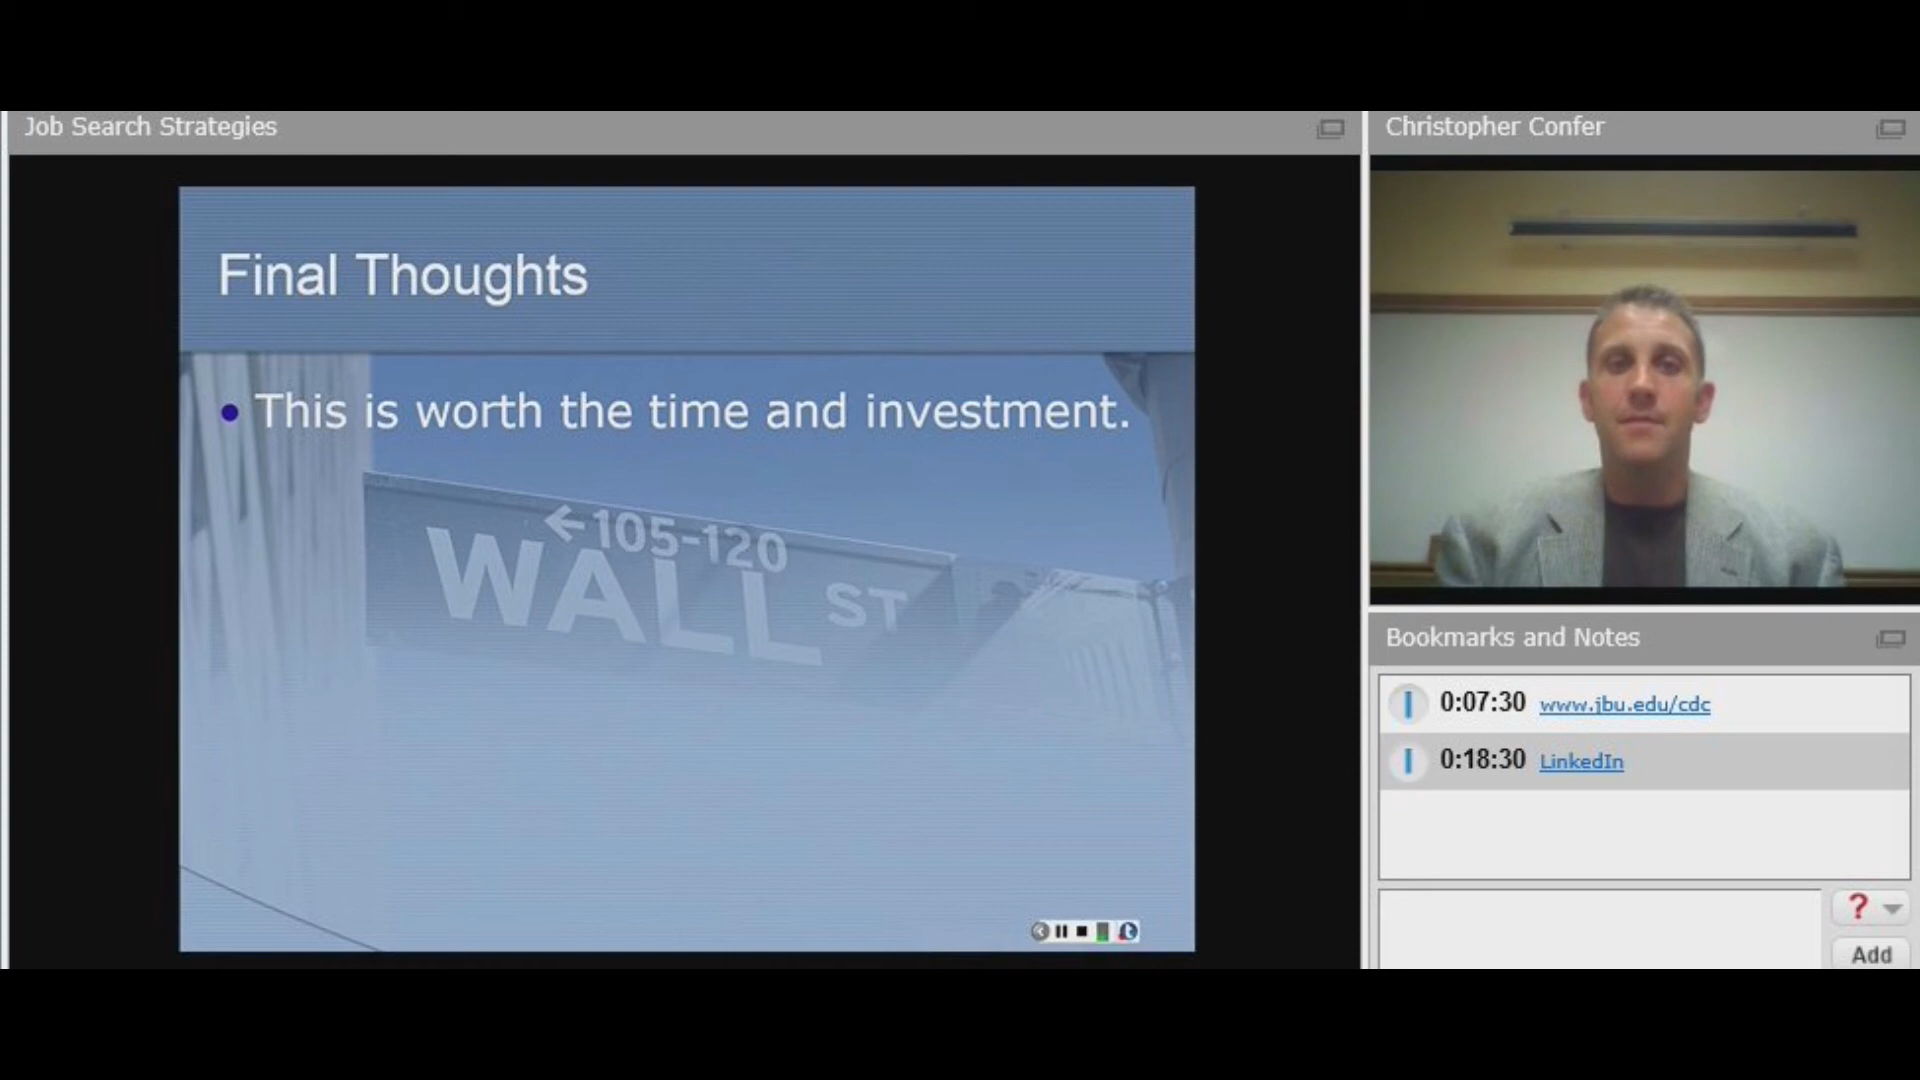 Job Search Strategies
Final Thoughts
• This is worth the time and investment.
←105-120
WALL ST
Christopher Confer
Bookmarks and Notes
0:07:30 www.jbu.edu/cdc
0:18:30 LinkedIn
?
Add